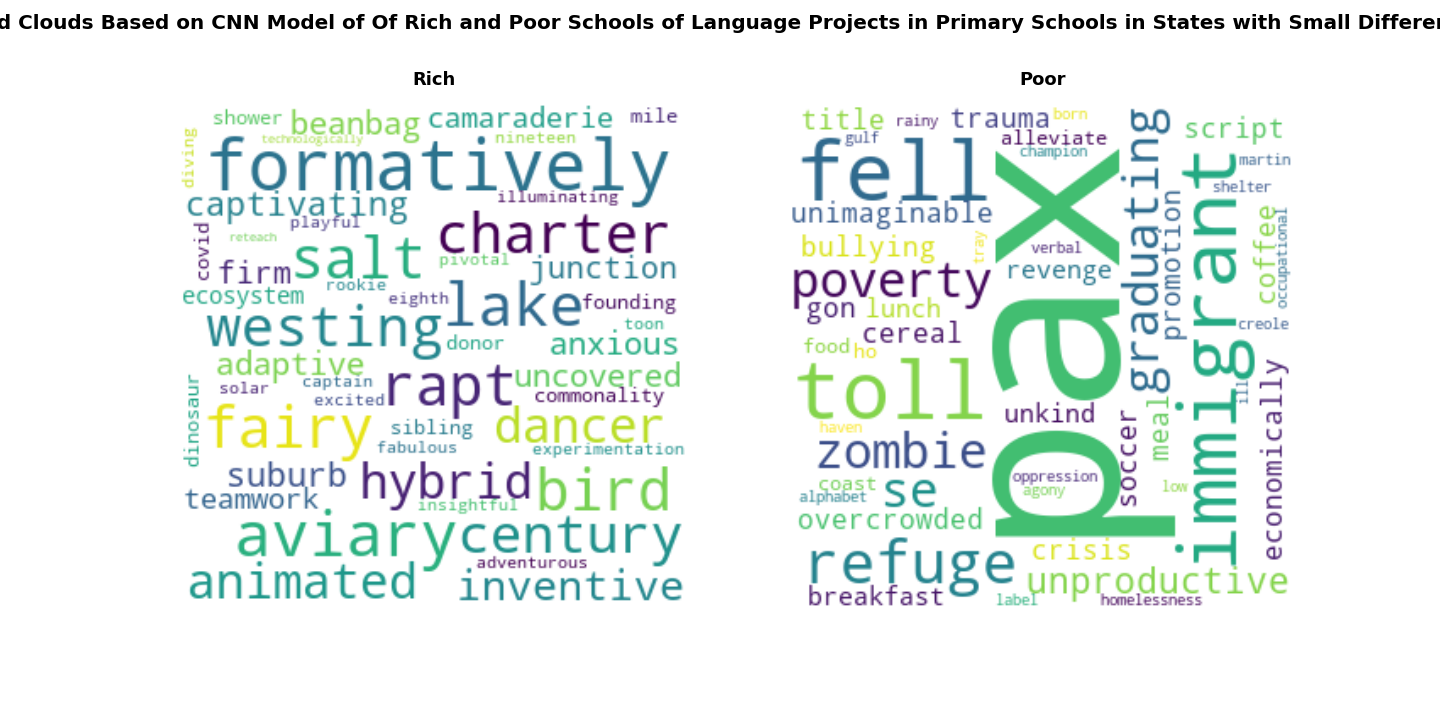 d Clouds Based on CNN Model of Of Rich and Poor Schools of Language Projects in Primary Schools in States with Small Differen
Rich
shower beanbag camaraderie mile
diving technologically nineteen
formatively
captivating illuminating
covid playful charter
reteach salt pivotal junction
firm rookie
ecosystem eighth lake founding
westing toon
donor anxious
adaptive uncovered
solar captain rapt commonality
excited
dinosaur fairy sibling dancer
fabulous experimentation
suburb hybrid bird
teamwork insightful
aviary century
adventurous
animated inventive
Poor
title rainy trauma born
gulf alleviate script
fell champion martin
shelter
unimaginable
bullying tray verbal
poverty revenge
gon lunch
cereal
food ho
toll
pax
graduating
promotion
immigrant
coffee
occupational
creole
ill
economically
unkind
haven
zombie
soccer
meal
low
oppression
agony
coast se
alphabet
overcrowded
crisis
refuge unproductive
breakfast label homelessness